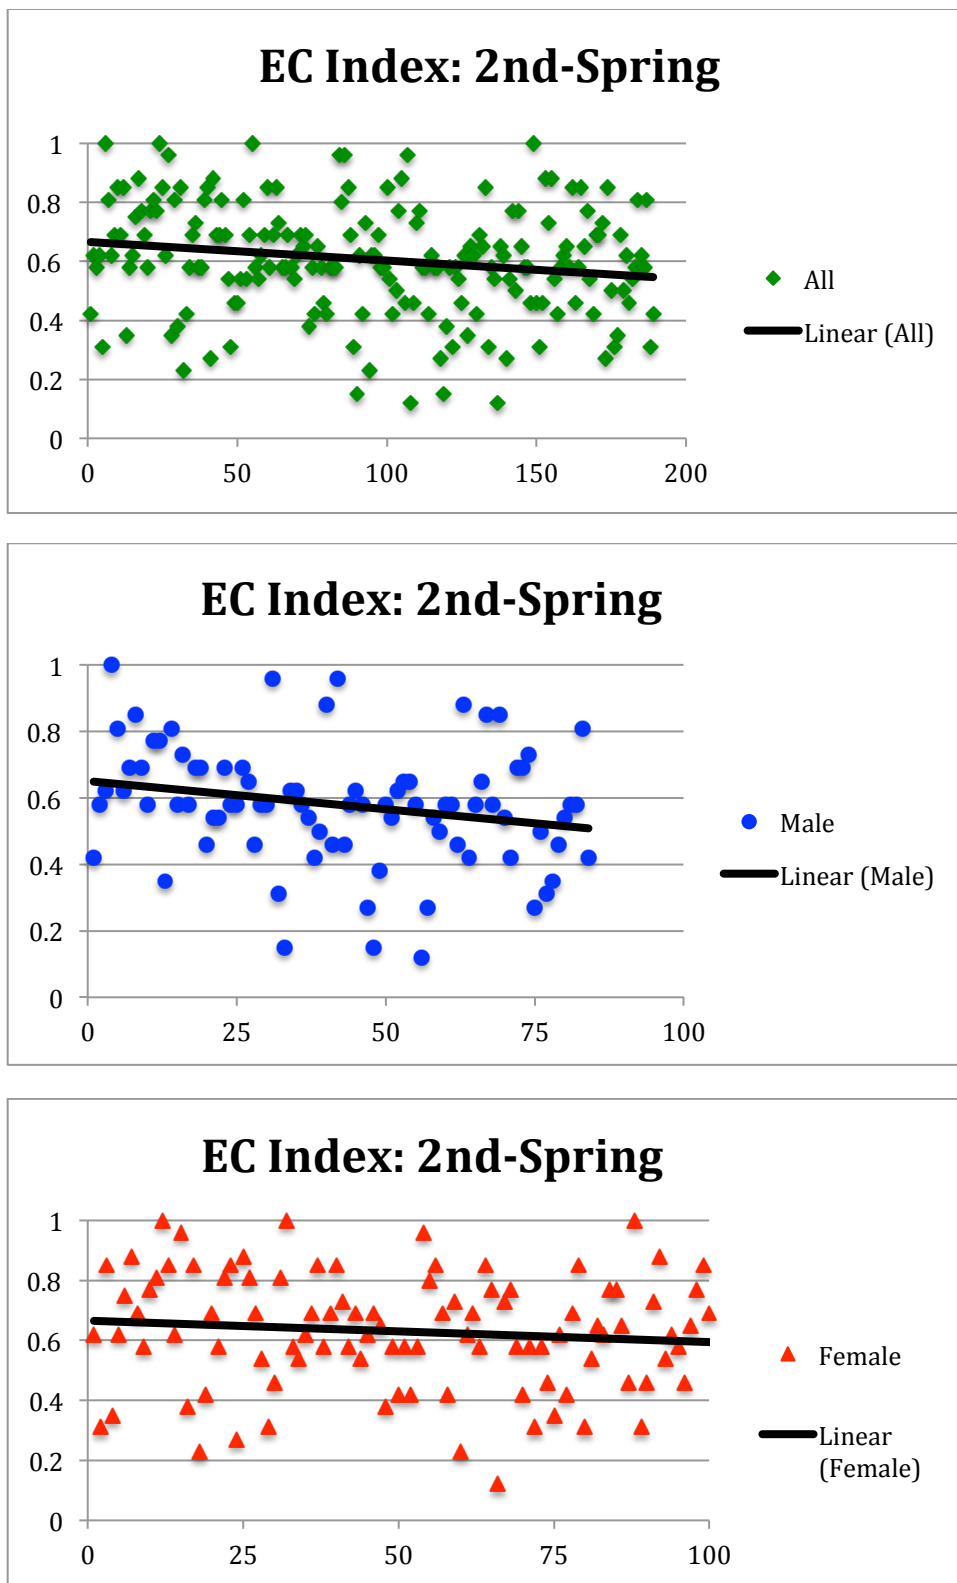 EC Index: 2nd-Spring
1
0.8
0.6
0.4
0.2
0
0 50 100 150 200
All
Linear (All)
EC Index: 2nd-Spring
1
0.8
0.6
0.4
0.2
0
0 25 50 75 100
Male
Linear (Male)
EC Index: 2nd-Spring
1
0.8
0.6
0.4
0.2
0
0 25 50 75 100
Female
Linear
(Female)